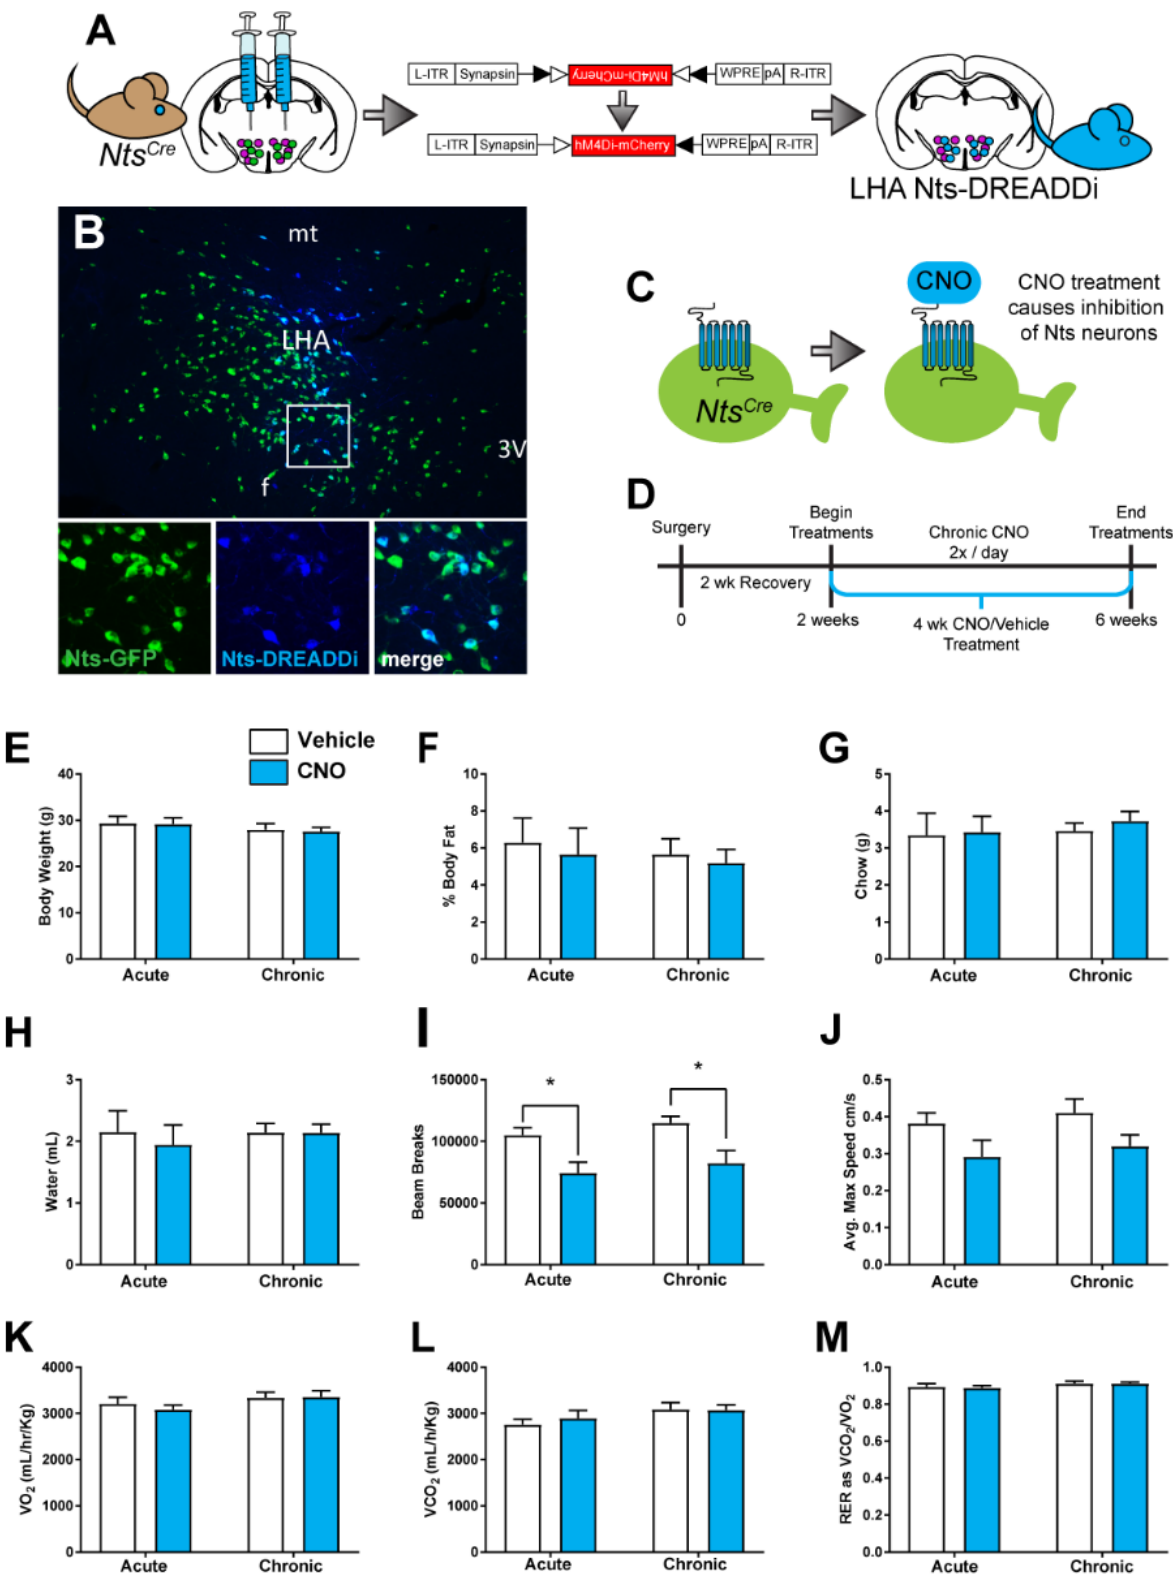 A
Nts^Cre
L-ITR Synapsin hM4Di-mCherry WPRE pA R-ITR
L-ITR Synapsin hM4Di-mCherry WPRE pA R-ITR
LHA Nts-DREADDi
B
mt
LHA
3V
f
Nts-GFP
Nts-DREADDi
merge
C
Nts^Cre
CNO
CNO treatment
causes inhibition
of Nts neurons
D
Surgery
Begin
Treatments
Chronic CNO
2x / day
End
Treatments
2 wk Recovery
0
2 weeks
4 wk CNO/Vehicle
Treatment
6 weeks
Vehicle
CNO
E
Body Weight (g)
40
30
20
10
0
Acute Chronic
F
% Body Fat
10
8
6
4
2
0
Acute Chronic
G
Chow (g)
5
4
3
2
1
0
Acute Chronic
H
Water (mL)
3
2
1
0
Acute Chronic
I
Beam Breaks
150000
100000
50000
0
* *
Acute Chronic
J
Avg. Max Speed cm/s
0.5
0.4
0.3
0.2
0.1
0.0
Acute Chronic
K
VO₂ (mL/hr/Kg)
4000
3000
2000
1000
0
Acute Chronic
L
VCO₂ (mL/h/Kg)
4000
3000
2000
1000
0
Acute Chronic
M
RER as VCO₂/VO₂
1.0
0.8
0.6
0.4
0.2
0.0
Acute Chronic